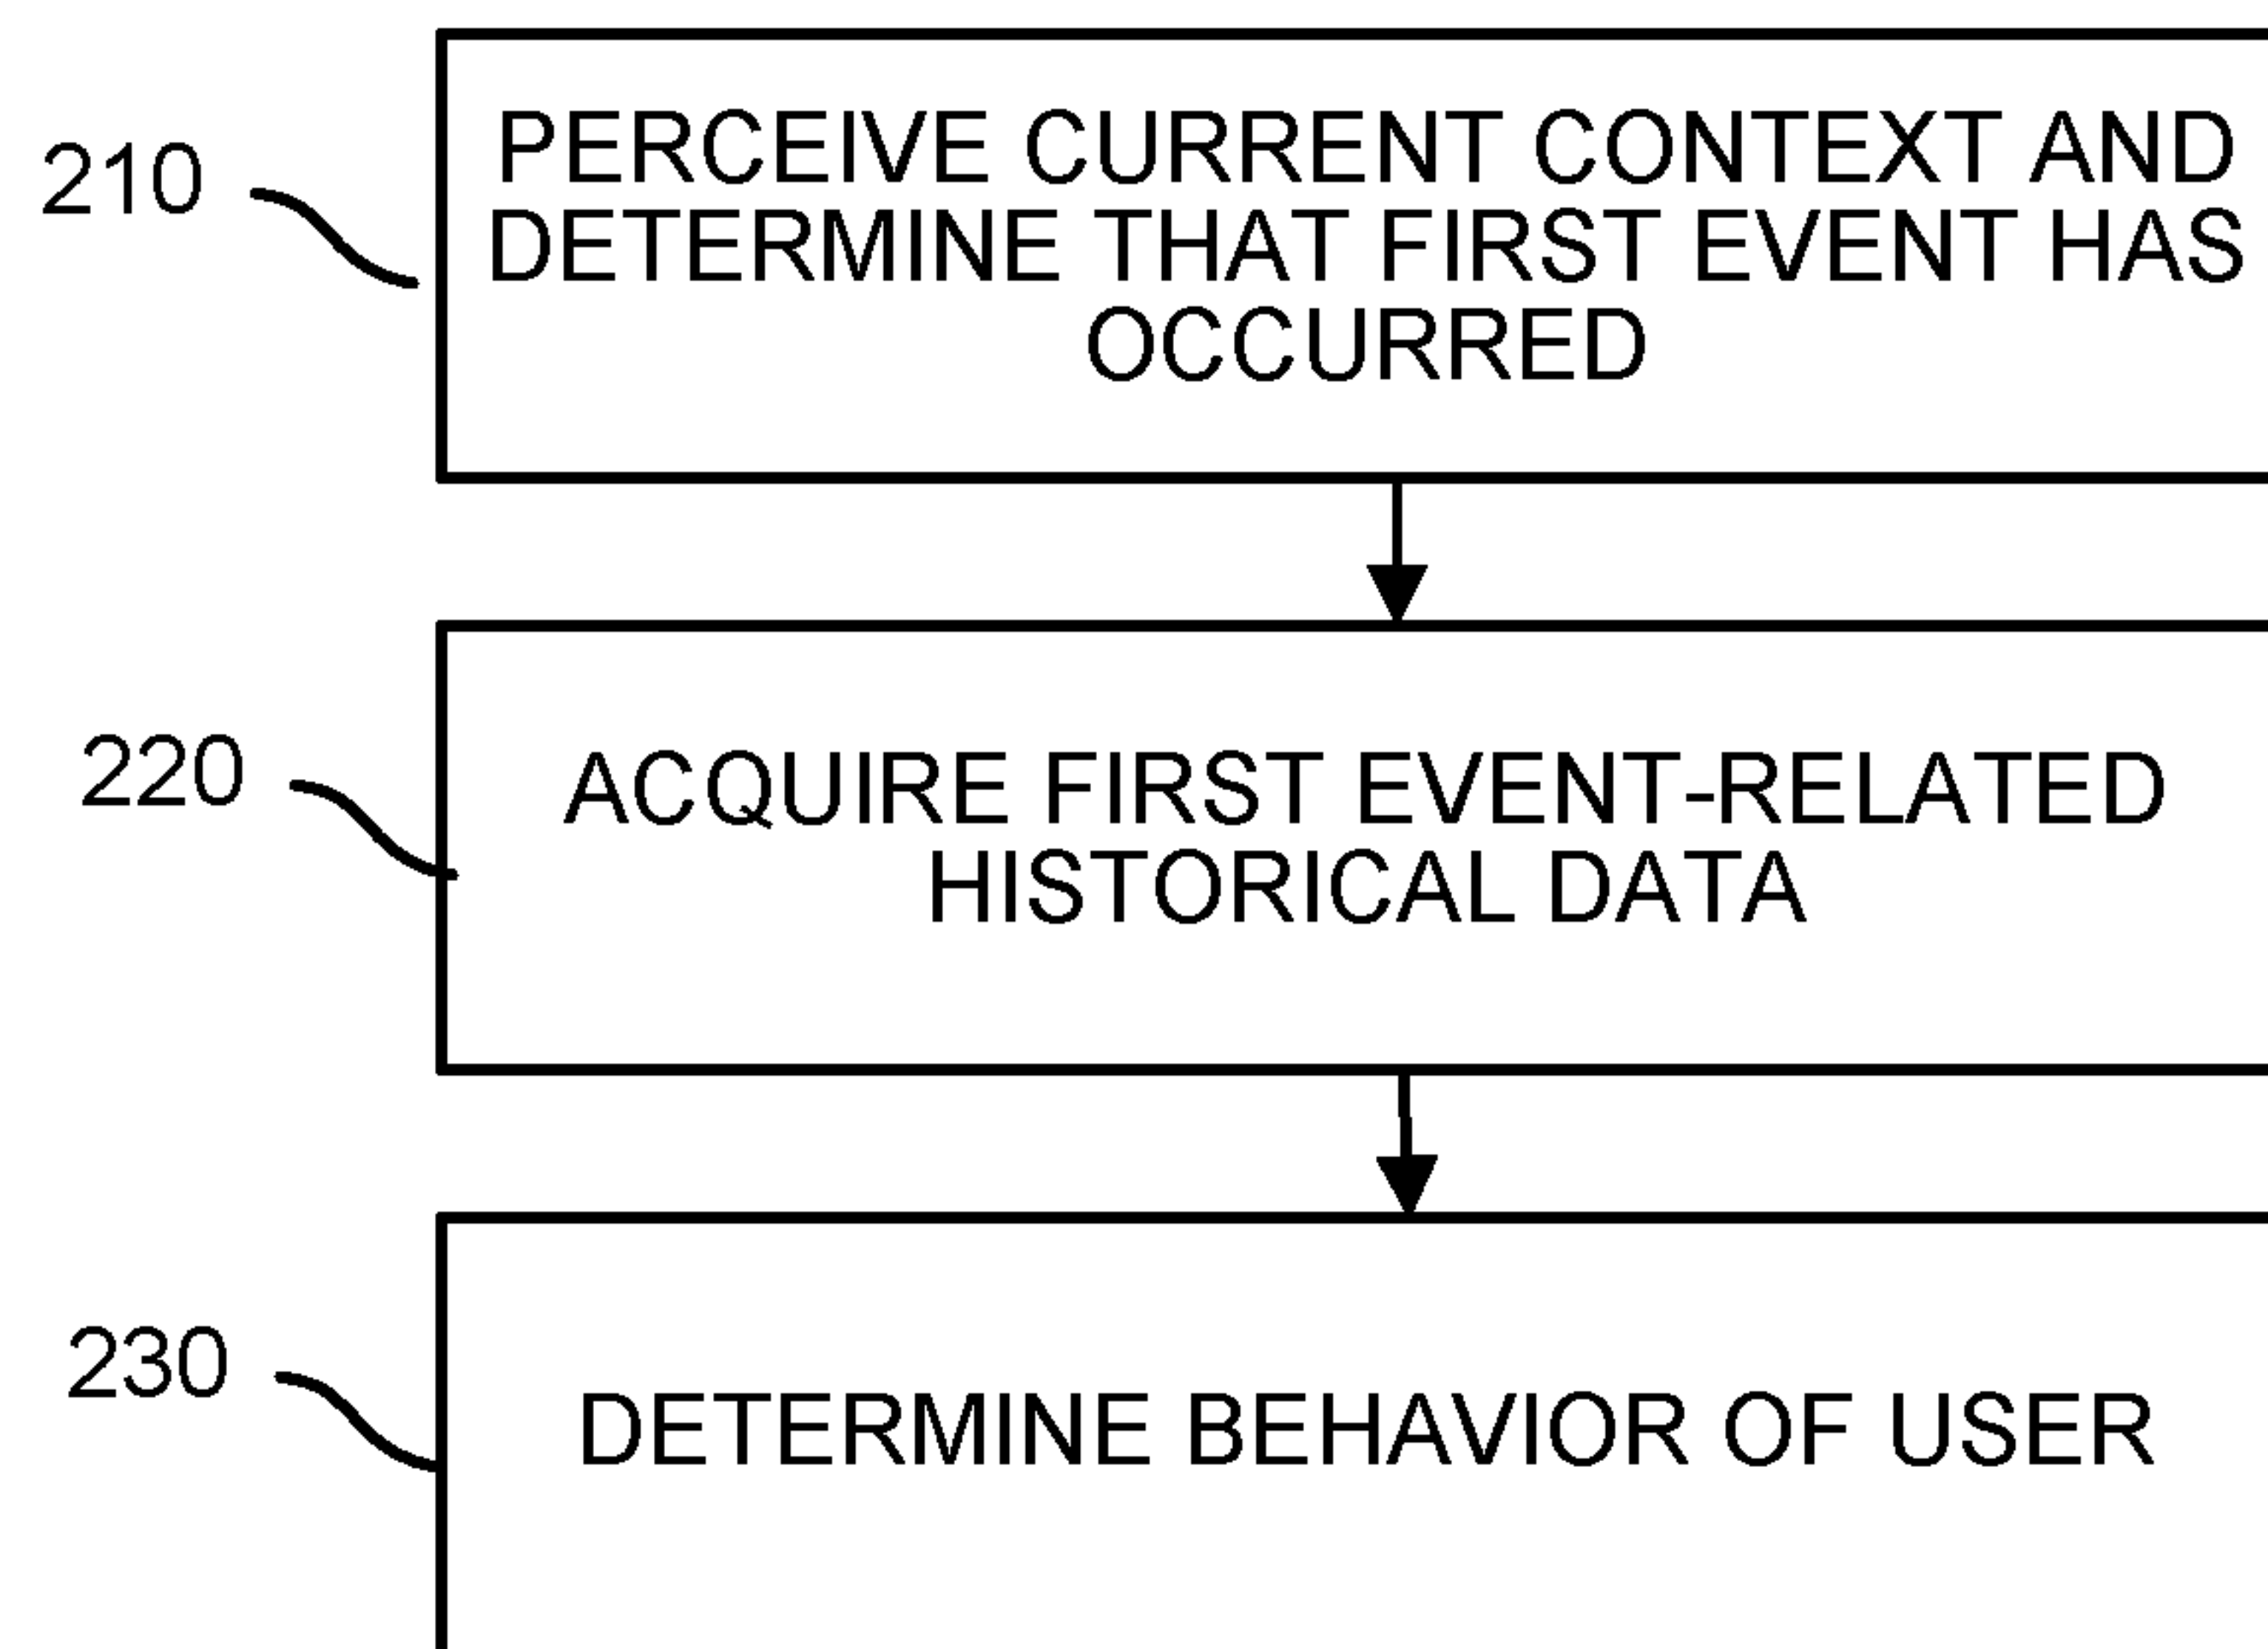 210
PERCEIVE CURRENT CONTEXT AND
DETERMINE THAT FIRST EVENT HAS
OCCURRED
220
ACQUIRE FIRST EVENT-RELATED
HISTORICAL DATA
230
DETERMINE BEHAVIOR OF USER